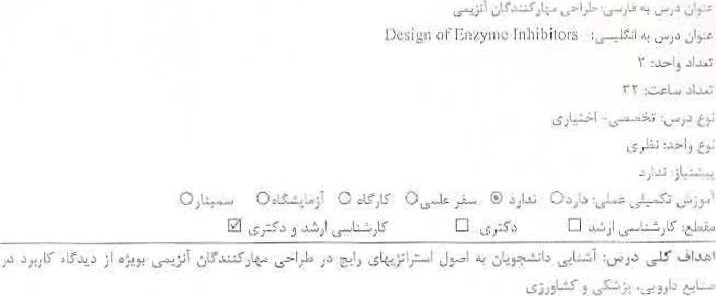 عنوان درس به فارسی: طراحی مهارکنندگان آنزیمی
عنوان درس به انگلیسی: Design of Enzyme Inhibitors
تعداد واحد: ۲
تعداد ساعت: ۳۲
نوع درس: تخصصی- اختیاری
نوع واحد: نظری
پیشنیاز: ندارد
آموزش تکمیلی عملی: دارد○ ندارد ◉ سفر علمی○ کارگاه ○ آزمایشگاه○ سمینار○
مقطع: کارشناسی ارشد ☐ دکتری ☐ کارشناسی ارشد و دکتری ☑
اهداف کلی درس: آشنایی دانشجویان به اصول استراتژیهای رایج در طراحی مهارکنندگان آنزیمی بویژه از دیدگاه کاربرد در
صنایع دارویی، پزشکی و کشاورزی